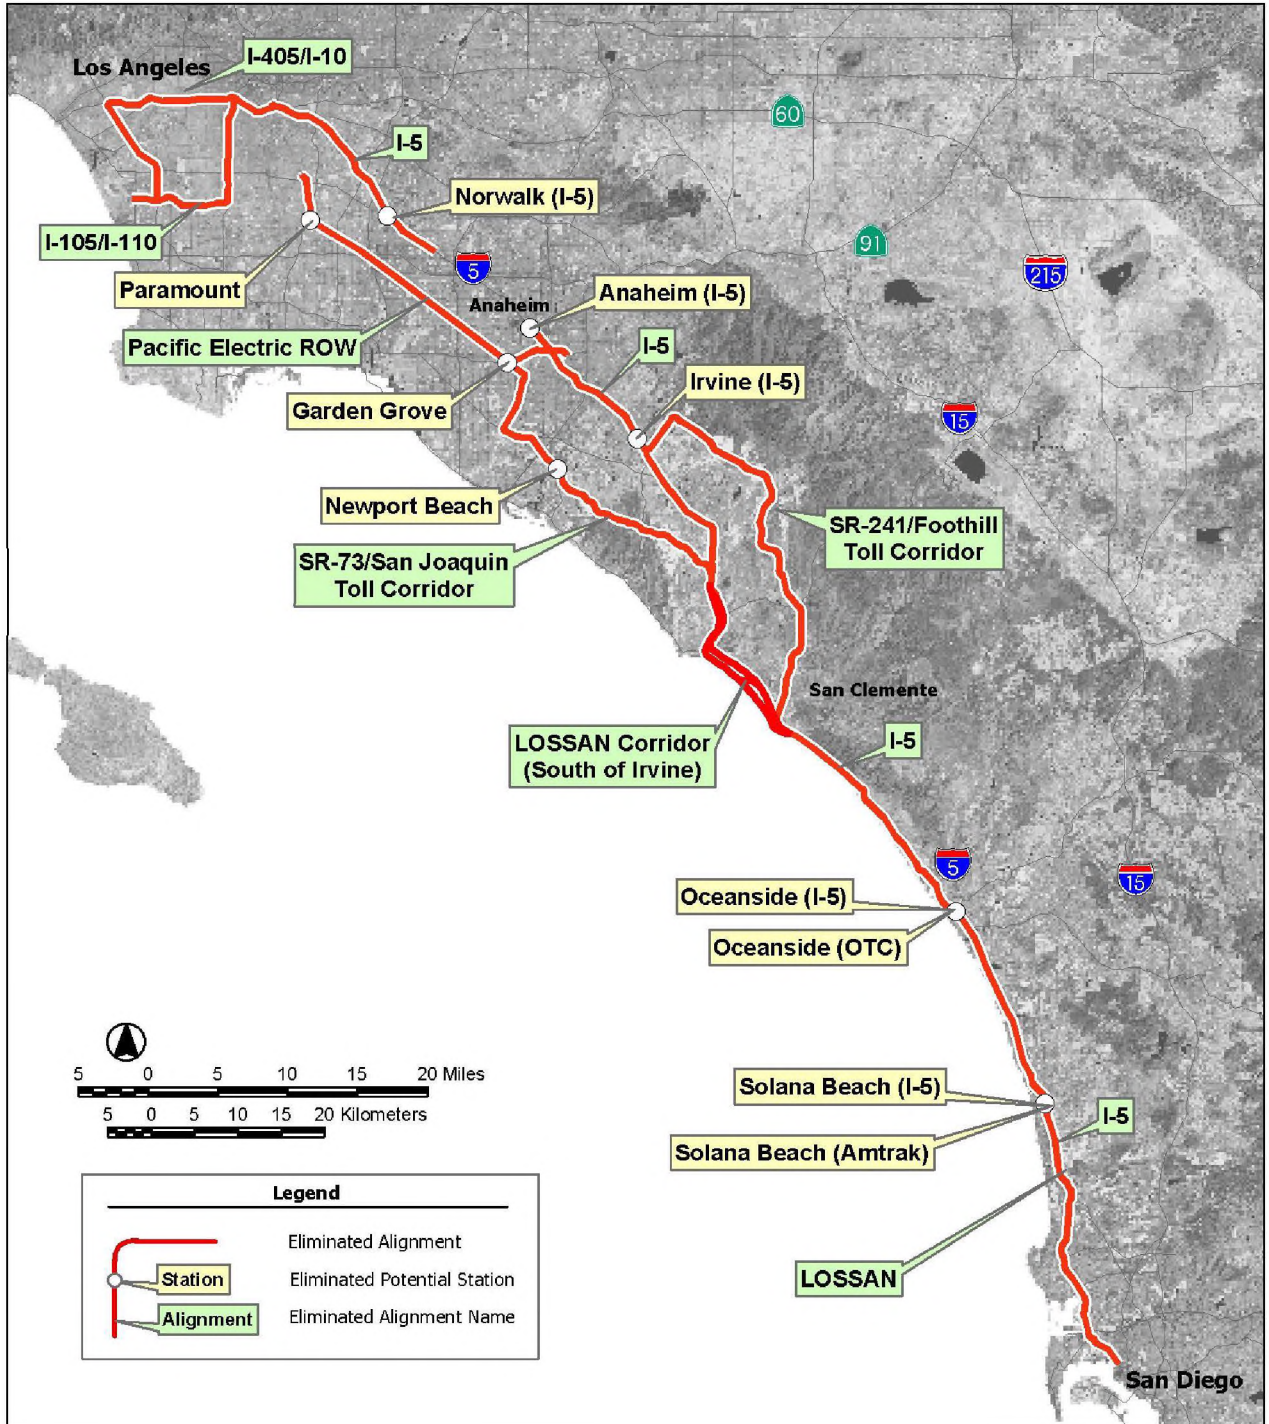 I-405/I-10
Los Angeles
60
I-5
Norwalk (I-5)
I-105/I-110
91
5
215
Paramount
Anaheim (I-5)
Anaheim
Pacific Electric ROW
I-5
Irvine (I-5)
Garden Grove
15
Newport Beach
SR-241/Foothill
Toll Corridor
SR-73/San Joaquin
Toll Corridor
San Clemente
LOSSAN Corridor
(South of Irvine)
I-5
5
15
Oceanside (I-5)
Oceanside (OTC)
5 0 5 10 15 20 Miles
5 0 5 10 15 20 Kilometers
Solana Beach (I-5)
I-5
Solana Beach (Amtrak)
Legend
Eliminated Alignment
Station
Eliminated Potential Station
Alignment
Eliminated Alignment Name
LOSSAN
San Diego